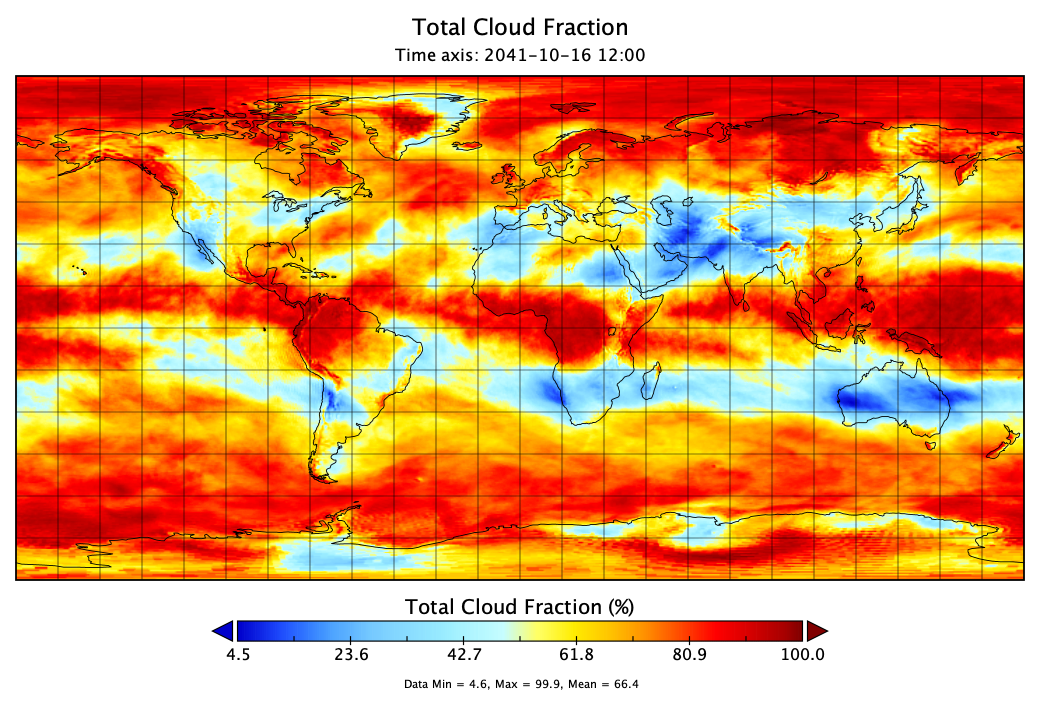 Total Cloud Fraction
Time axis: 2041-10-16 12:00
Total Cloud Fraction (%)
4.5 23.6 42.7 61.8 80.9 100.0
Data Min = 4.6, Max = 99.9, Mean = 66.4